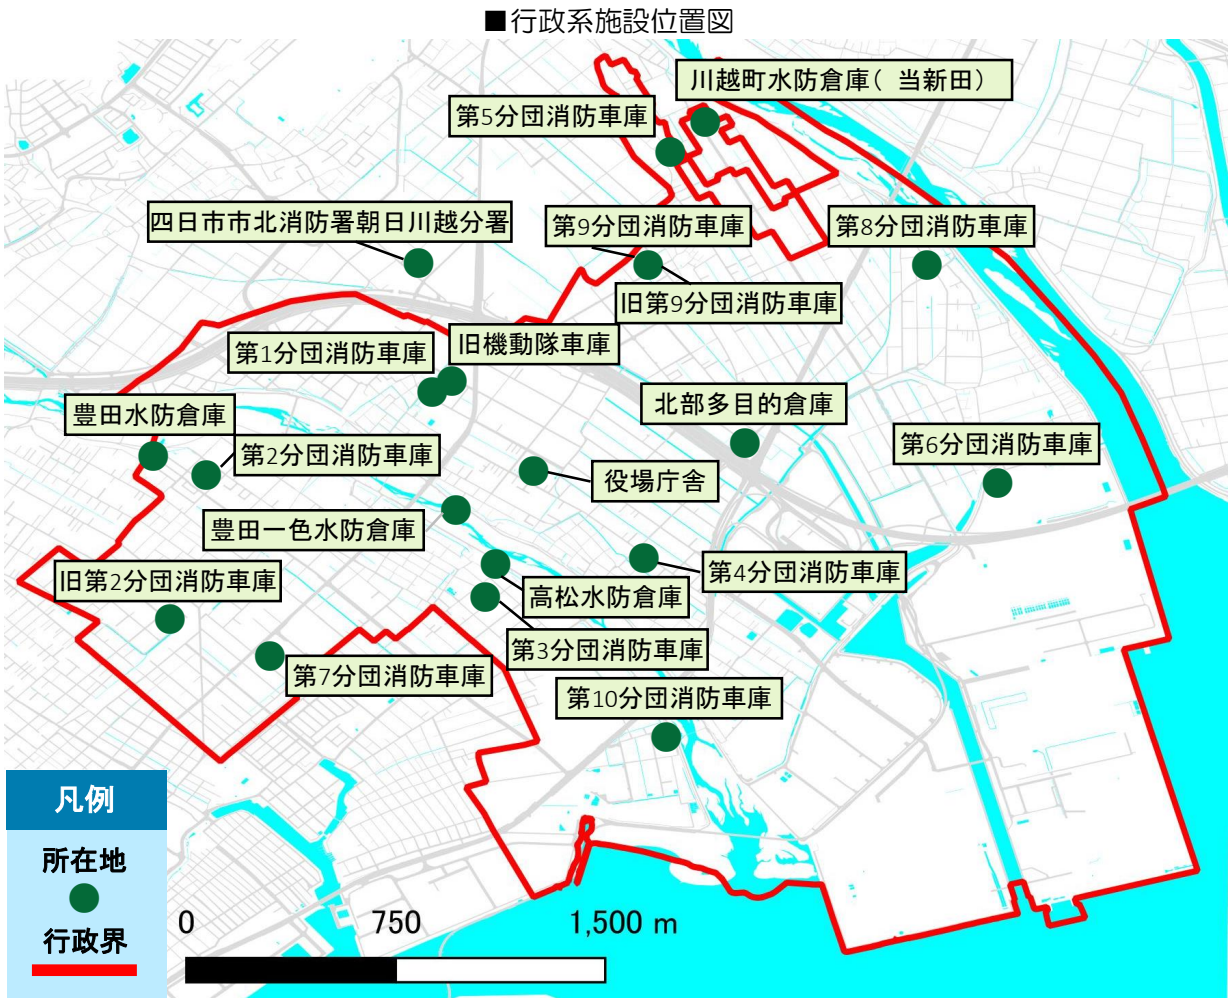 ■行政系施設位置図
川越町水防倉庫( 当新田)
第5分団消防車庫
四日市市北消防署朝日川越分署
第9分団消防車庫
第8分団消防車庫
旧第9分団消防車庫
旧機動隊車庫
第1分団消防車庫
北部多目的倉庫
豊田水防倉庫
第2分団消防車庫
第6分団消防車庫
役場庁舎
豊田一色水防倉庫
旧第2分団消防車庫
第4分団消防車庫
高松水防倉庫
第3分団消防車庫
第7分団消防車庫
第10分団消防車庫
凡例
所在地
行政界
0 750 1,500 m